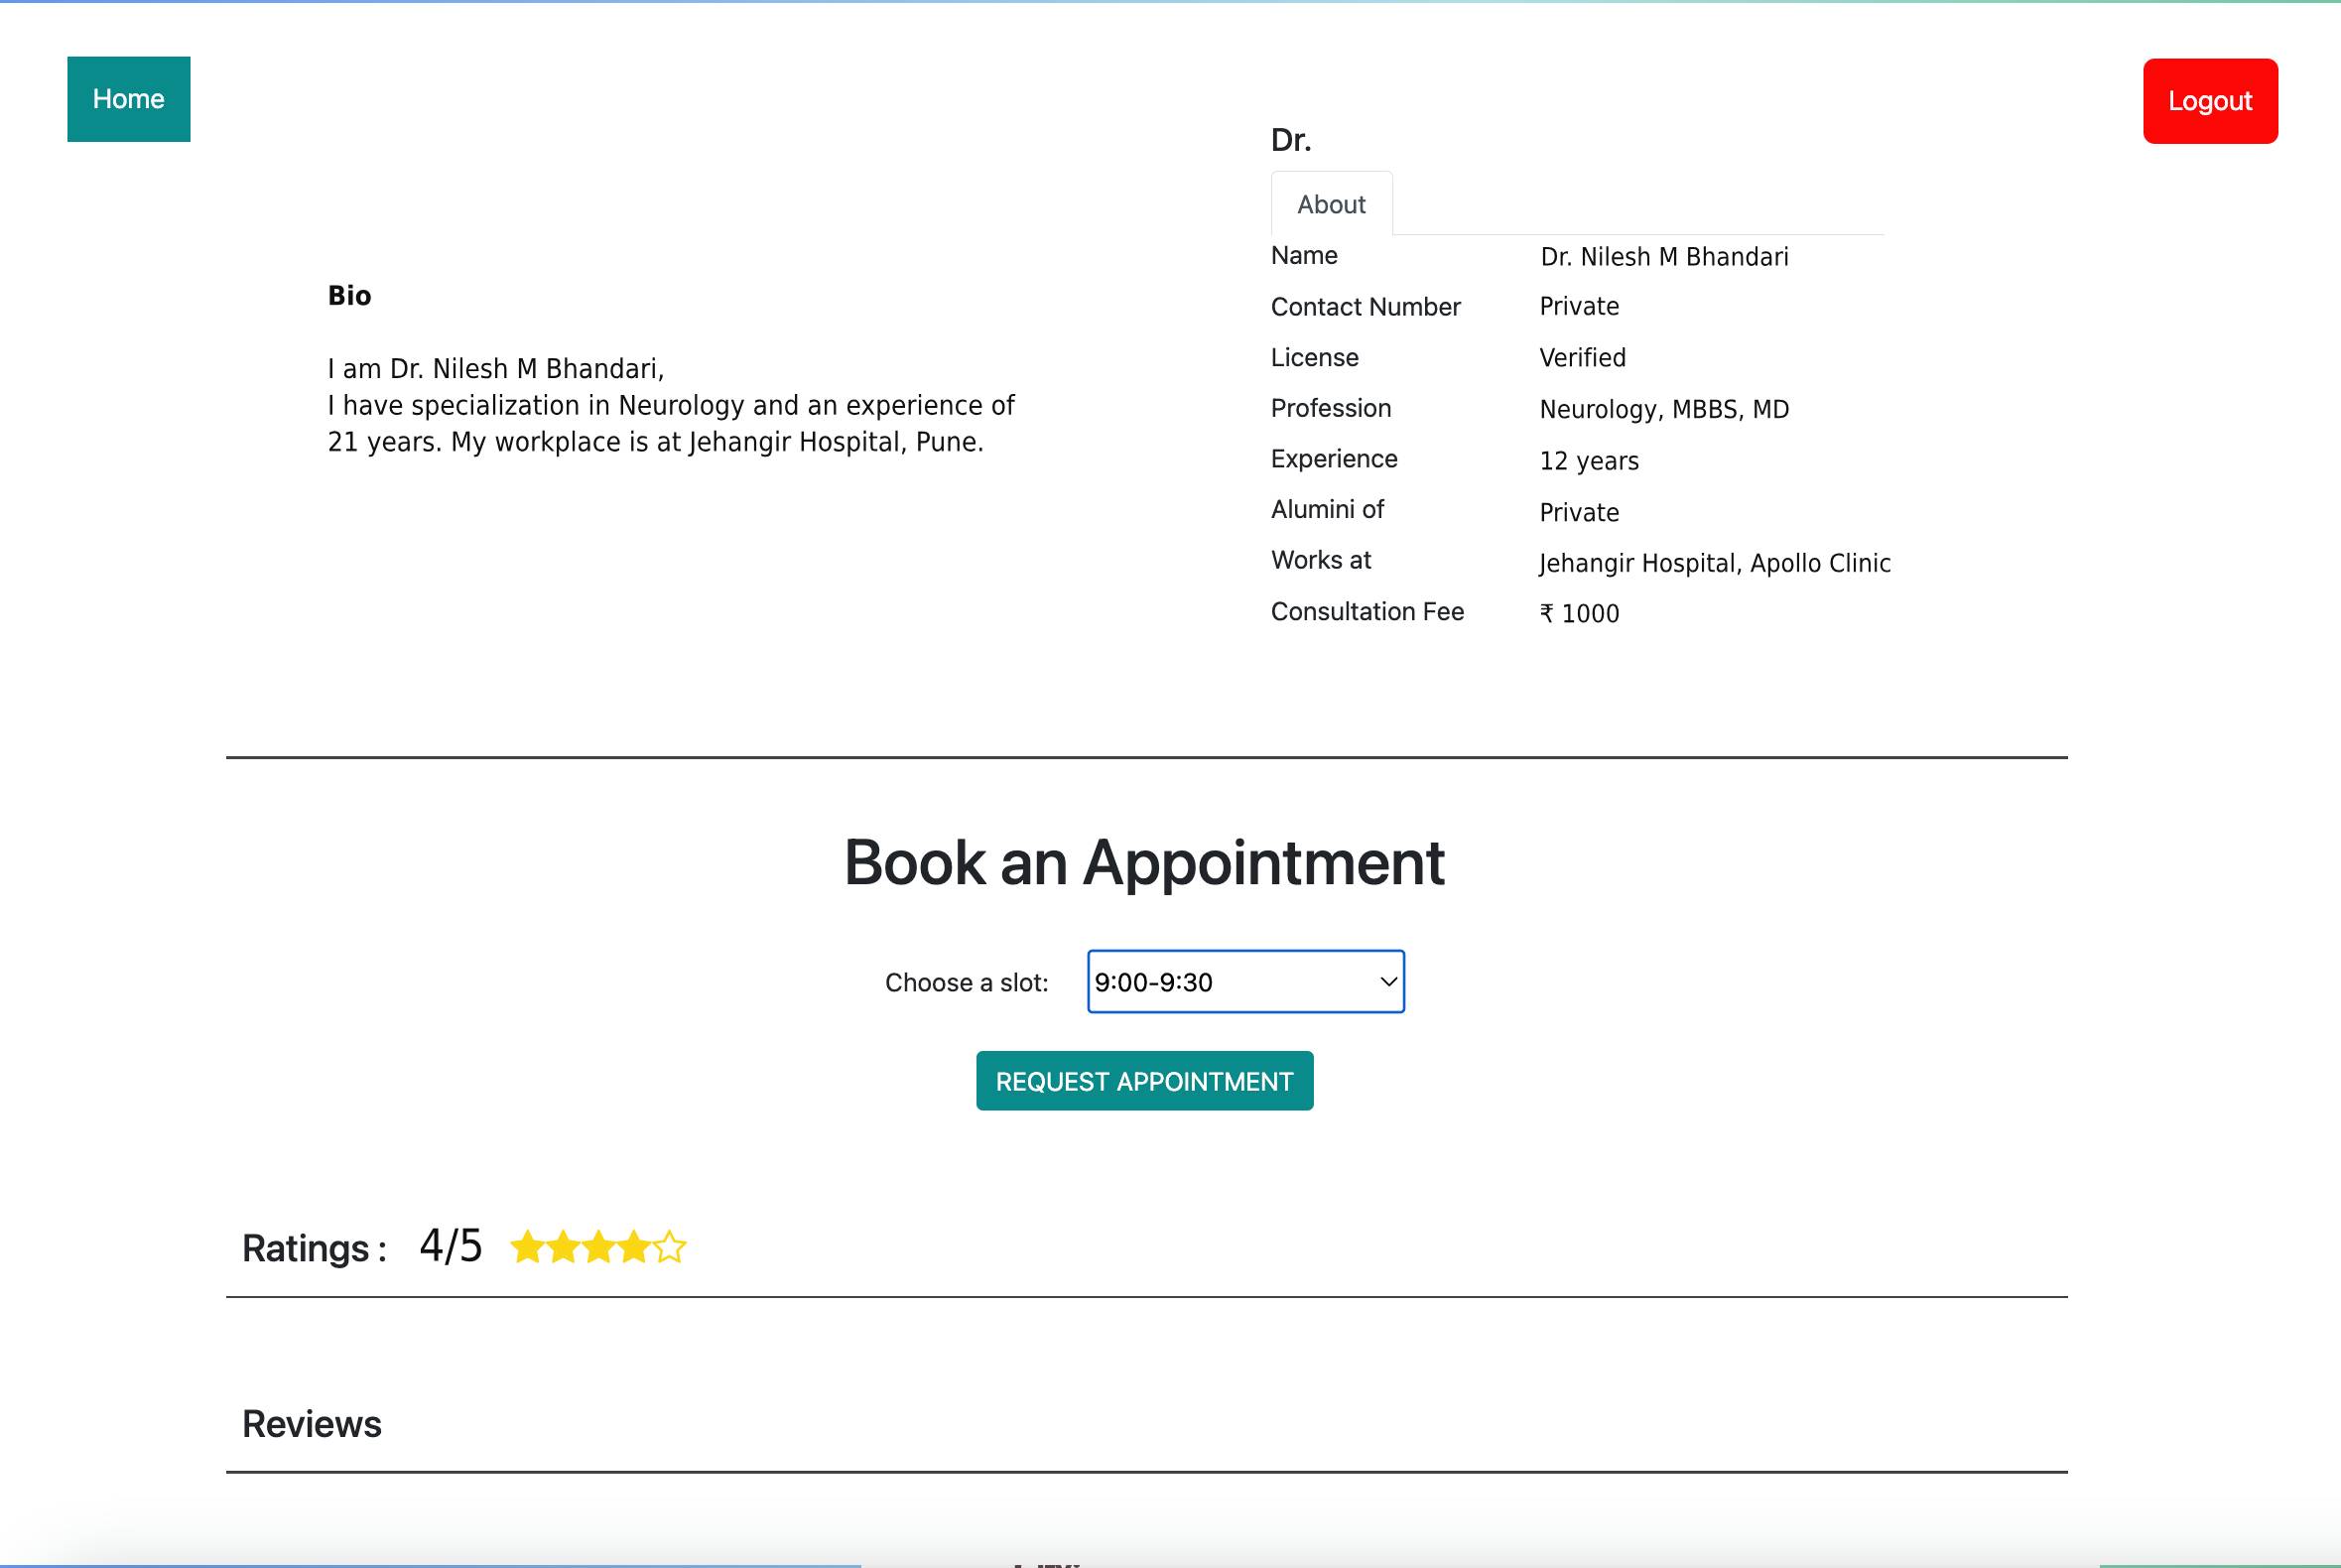 Home
Logout
Bio
I am Dr. Nilesh M Bhandari,
I have specialization in Neurology and an experience of
21 years. My workplace is at Jehangir Hospital, Pune.
Dr.
About
Name Dr. Nilesh M Bhandari
Contact Number Private
License Verified
Profession Neurology, MBBS, MD
Experience 12 years
Alumini of Private
Works at Jehangir Hospital, Apollo Clinic
Consultation Fee ₹ 1000
Book an Appointment
Choose a slot: 9:00-9:30
REQUEST APPOINTMENT
Ratings : 4/5
Reviews